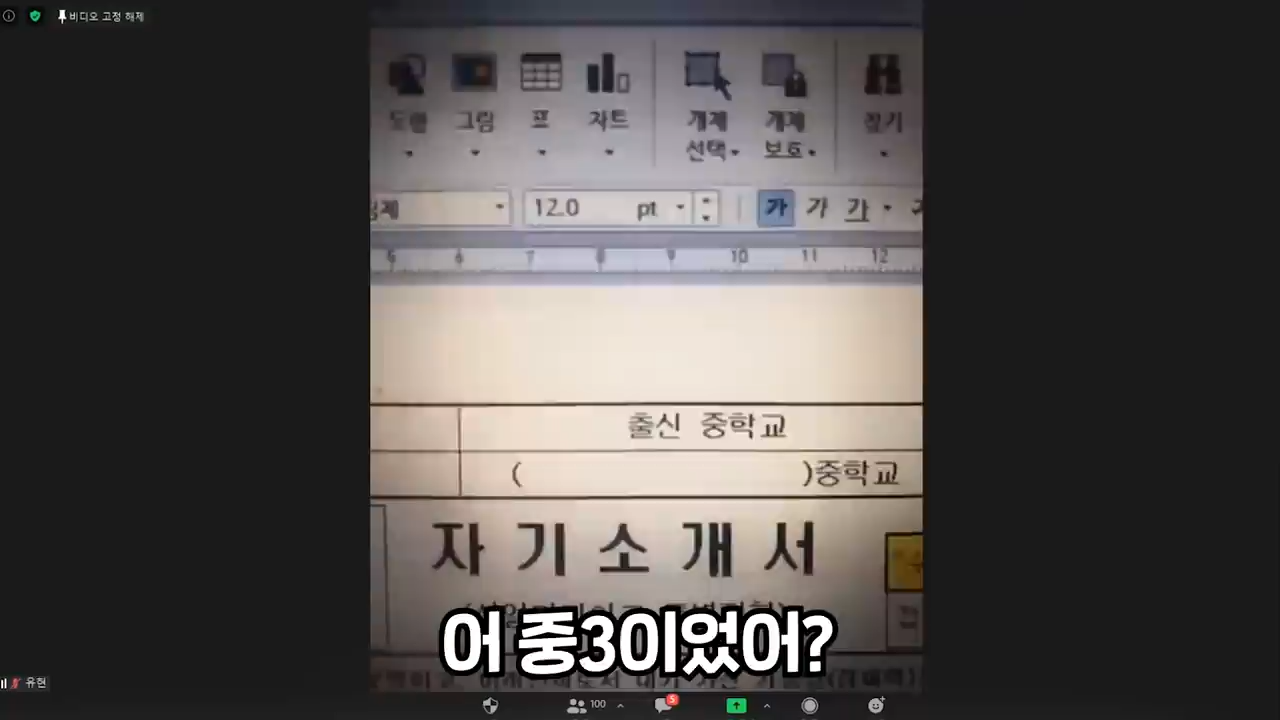 비디오 고정 해제
도형 그림 표 차트 개체 선택 개체 보호 찾기
12.0 pt 가 가 가
5 6 7 8 9 10 11 12
출신 중학교
( )중학교
자기소개서
어 중3이었어?
유현
100 5